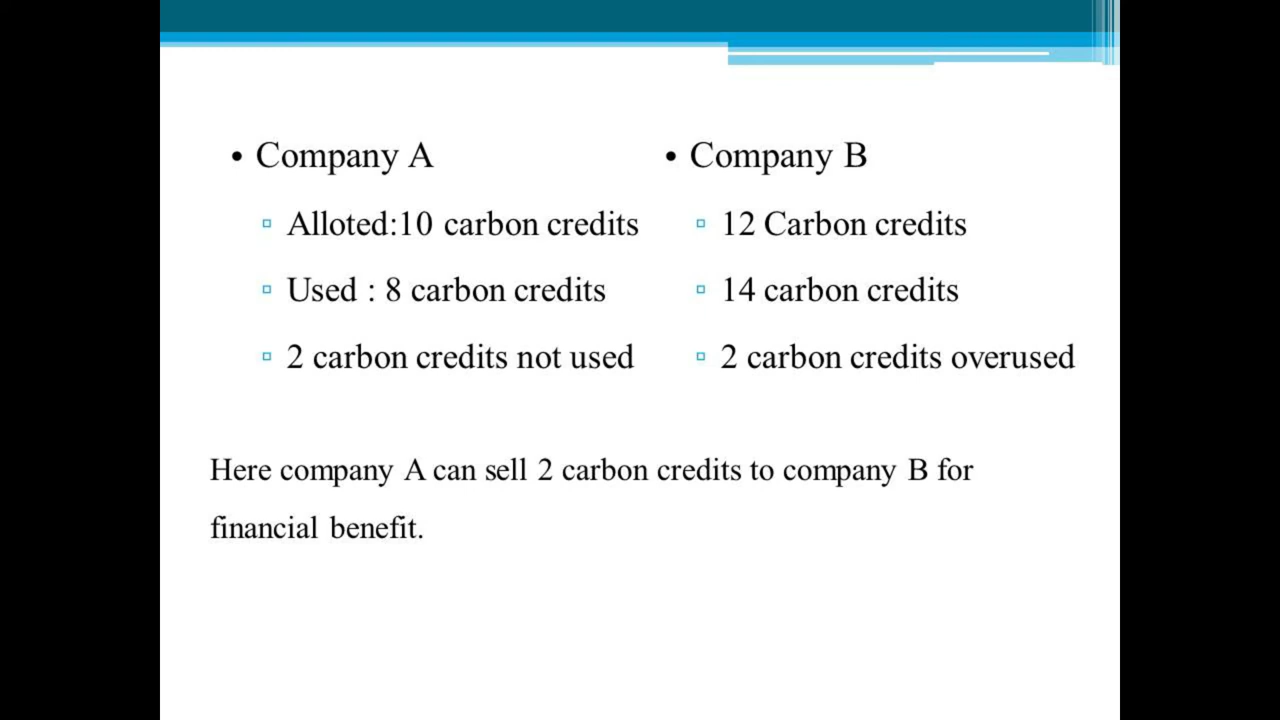 • Company A
▫ Alloted:10 carbon credits
▫ Used : 8 carbon credits
▫ 2 carbon credits not used
• Company B
▫ 12 Carbon credits
▫ 14 carbon credits
▫ 2 carbon credits overused
Here company A can sell 2 carbon credits to company B for
financial benefit.